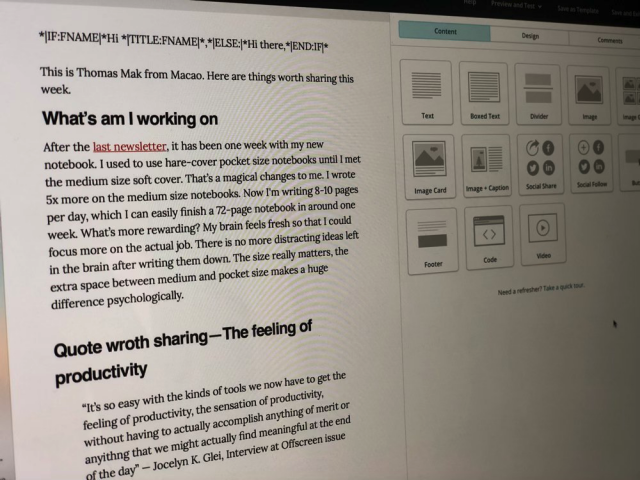 Help
Preview and Test
Save as Template
*|IF:FNAME|*Hi *|TITLE:FNAME|*,*|ELSE:|*Hi there,*|END:IF|*
This is Thomas Mak from Macao. Here are things worth sharing this
week.
What's am I working on
After the last newsletter, it has been one week with my new
notebook. I used to use hare-cover pocket size notebooks until I met
the medium size soft cover. That's a magical changes to me. I wrote
5x more on the medium size notebooks. Now I'm writing 8-10 pages
per day, which I can easily finish a 72-page notebook in around one
week. What's more rewarding? My brain feels fresh so that I could
focus more on the actual job. There is no more distracting ideas left
in the brain after writing them down. The size really matters, the
extra space between medium and pocket size makes a huge
difference psychologically.
Quote wroth sharing—The feeling of
productivity
“It's so easy with the kinds of tools we now have to get the
feeling of productivity, the sensation of productivity,
without having to actually accomplish anything of merit or
anyithng that we might actually find meaningful at the end
of the day” — Jocelyn K. Glei, Interview at Offscreen issue
Content
Design
Comments
Text
Boxed Text
Divider
Image
Image Card
Image + Caption
Social Share
Social Follow
Footer
Code
Video
Need a refresher? Take a quick tour.